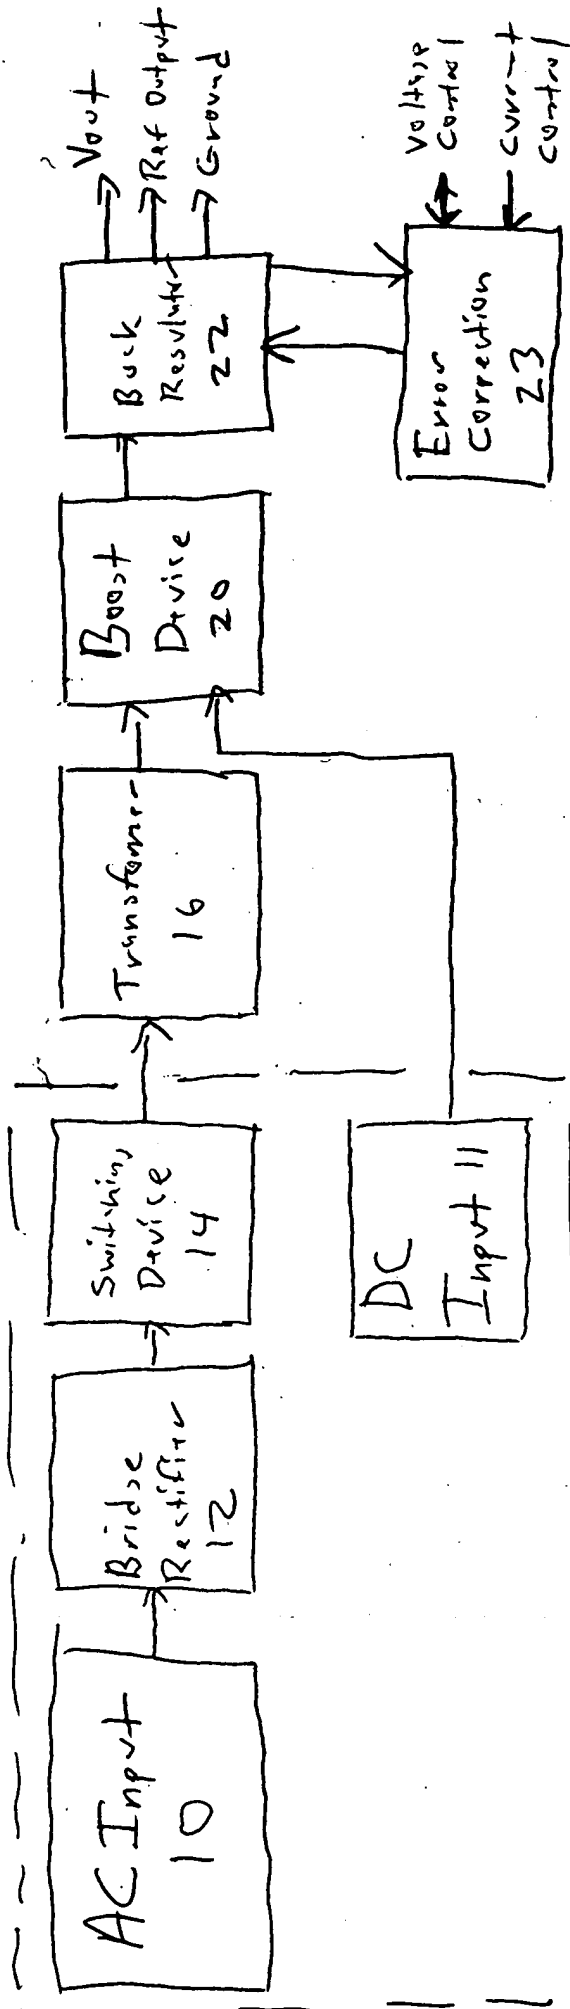 AC Input
10
Bridge
Rectifier
12
Switching
Device
14
Transformer
16
Boost
Device
20
Buck
Regulator
22
Vout
Ref Output
Ground
DC
Input 11
Error
Correction
23
Voltage
Control
Current
Control